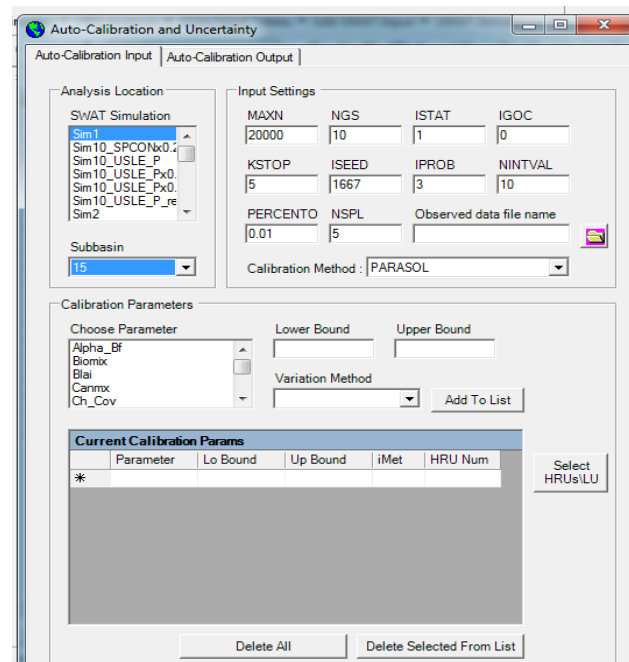 Auto-Calibration and Uncertainty
Auto-Calibration Input
Auto-Calibration Output
Analysis Location
SWAT Simulation
Sim1
Sim10_SPCONx0.2
Sim10_USLE_P
Sim10_USLE_Px0.
Sim10_USLE_Px0.
Sim10_USLE_P_re
Sim2
Subbasin
15
Input Settings
MAXN NGS ISTAT IGOC
20000 10 1 0
KSTOP ISEED IPROB NINTVAL
5 1667 3 10
PERCENTO NSPL Observed data file name
0.01 5
Calibration Method : PARASOL
Calibration Parameters
Choose Parameter
Alpha_Bf
Biomix
Blai
Canmx
Ch_Cov
Lower Bound Upper Bound
Variation Method
Add To List
Current Calibration Params
Parameter Lo Bound Up Bound iMet HRU Num
Select
HRUs\LU
Delete All Delete Selected From List